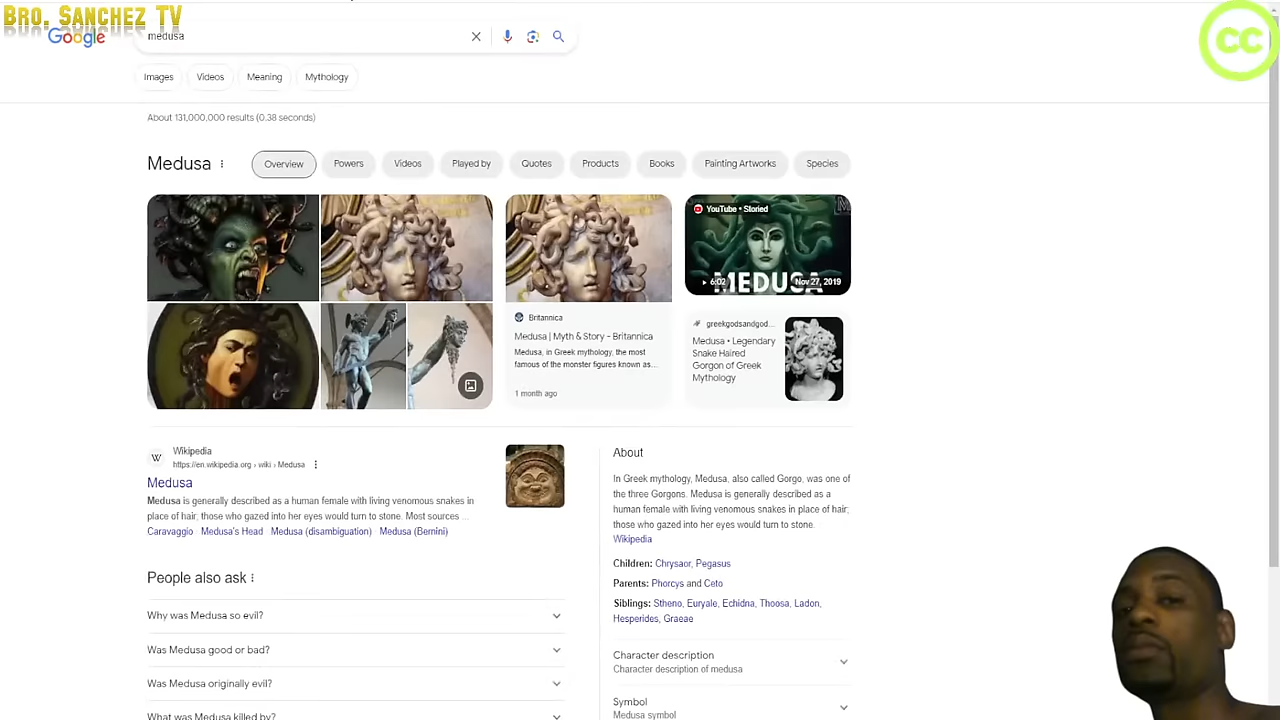 Bro. Sanchez TV
Google
medusa
CC
Images Videos Meaning Mythology
About 131,000,000 results (0.38 seconds)
Medusa
Overview Powers Videos Played by Quotes Products Books Painting Artworks Species
YouTube • Storied
MEDUSA
6:02 Nov 27, 2019
Britannica
Medusa | Myth & Story - Britannica
Medusa, in Greek mythology, the most
famous of the monster figures known as...
1 month ago
greekgodsandgod...
Medusa • Legendary
Snake Haired
Gorgon of Greek
Mythology
W
Wikipedia
https://en.wikipedia.org › wiki › Medusa
Medusa
Medusa is generally described as a human female with living venomous snakes in
place of hair; those who gazed into her eyes would turn to stone. Most sources ...
Caravaggio Medusa's Head Medusa (disambiguation) Medusa (Bernini)
People also ask
Why was Medusa so evil?
Was Medusa good or bad?
Was Medusa originally evil?
What was Medusa killed by?
About
In Greek mythology, Medusa, also called Gorgo, was one of
the three Gorgons. Medusa is generally described as a
human female with living venomous snakes in place of hair;
those who gazed into her eyes would turn to stone.
Wikipedia
Children: Chrysaor, Pegasus
Parents: Phorcys and Ceto
Siblings: Stheno, Euryale, Echidna, Thoosa, Ladon,
Hesperides, Graeae
Character description
Character description of medusa
Symbol
Medusa symbol